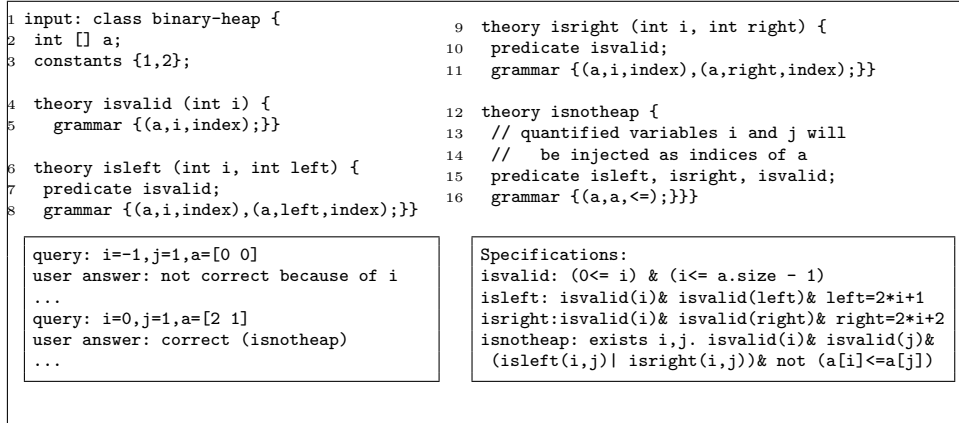 1 input: class binary-heap {
2 int [] a;
3 constants {1,2};
4 theory isvalid (int i) {
5 grammar {(a,i,index);}}
6 theory isleft (int i, int left) {
7 predicate isvalid;
8 grammar {(a,i,index),(a,left,index);}}
9 theory isright (int i, int right) {
10 predicate isvalid;
11 grammar {(a,i,index),(a,right,index);}}
12 theory isnotheap {
13 // quantified variables i and j will
14 // be injected as indices of a
15 predicate isleft, isright, isvalid;
16 grammar {(a,a,<=);}}}
query: i=-1,j=1,a=[0 0]
user answer: not correct because of i
...
query: i=0,j=1,a=[2 1]
user answer: correct (isnotheap)
...
Specifications:
isvalid: (0<= i) & (i<= a.size - 1)
isleft: isvalid(i)& isvalid(left)& left=2*i+1
isright:isvalid(i)& isvalid(right)& right=2*i+2
isnotheap: exists i,j. isvalid(i)& isvalid(j)&
(isleft(i,j)| isright(i,j))& not (a[i]<=a[j])